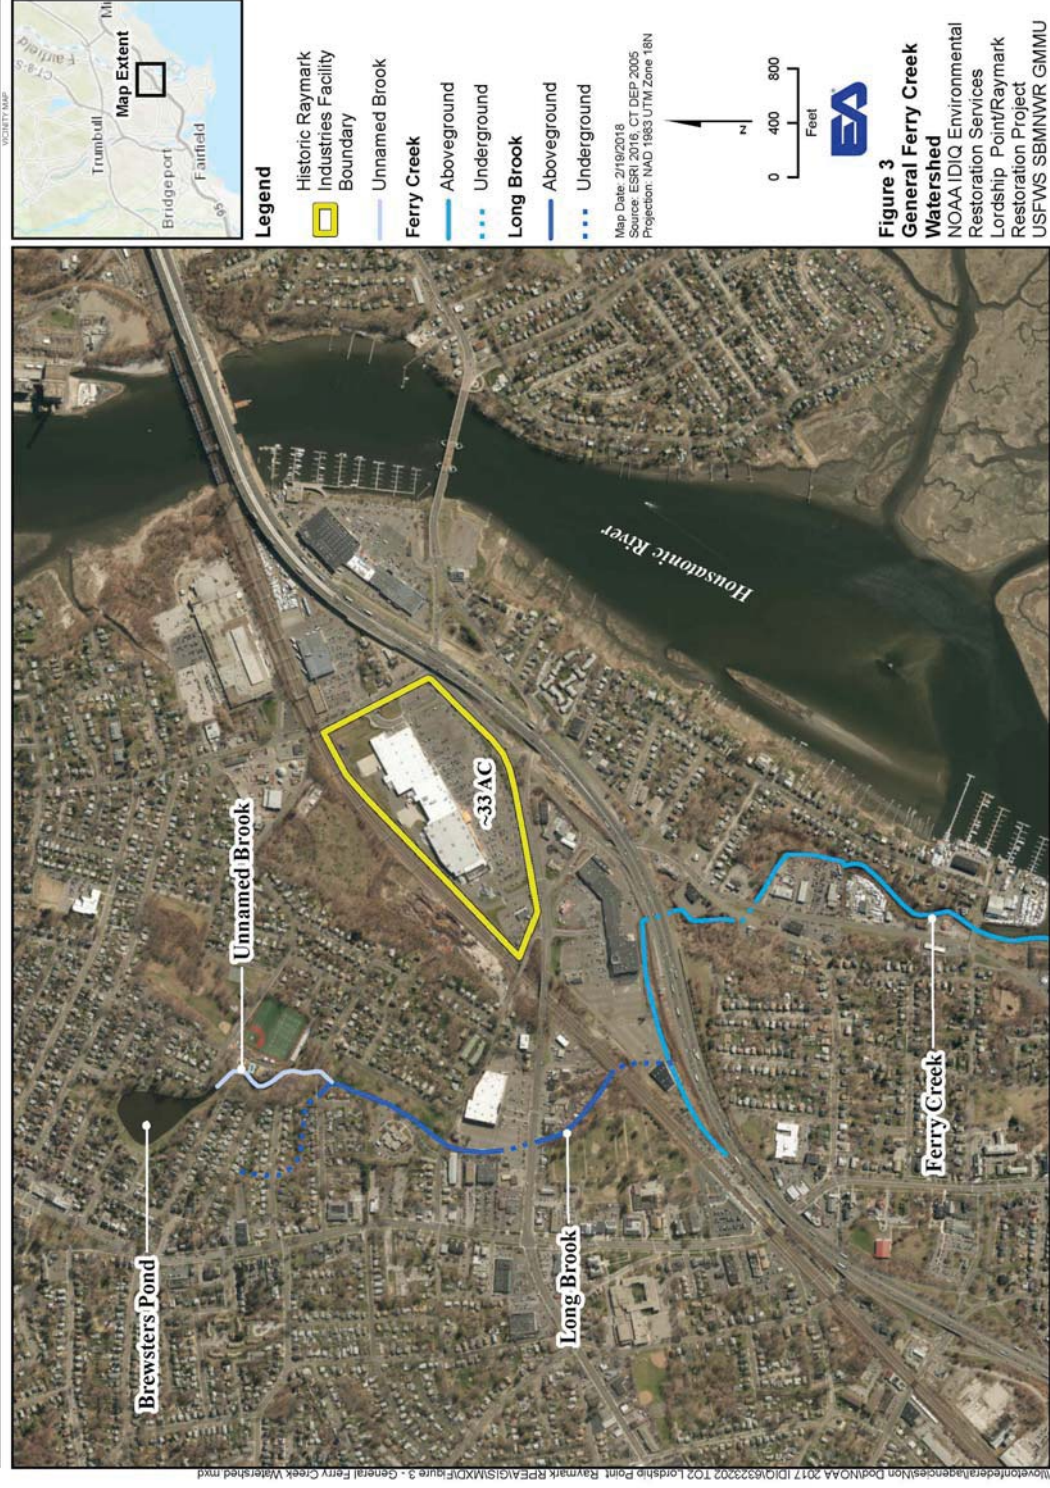 VICINITY MAP
Trumbull
Map Extent
Bridgeport
Fairfield
95
Fairfield
Legend
Historic Raymark
Industries Facility
Boundary
Unnamed Brook
Ferry Creek
Aboveground
Underground
Long Brook
Aboveground
Underground
Map Date: 2/19/2018
Source: ESRI 2016, CT DEP 2005
Projection: NAD 1983 UTM Zone 18N
N
0 400 800
Feet
EA
Figure 3
General Ferry Creek
Watershed
NOAA IDIQ Environmental
Restoration Services
Lordship Point/Raymark
Restoration Project
USFWS SBMNWR GMMU
Brewsters Pond
Unnamed Brook
~33 AC
Housatonic River
Long Brook
Ferry Creek